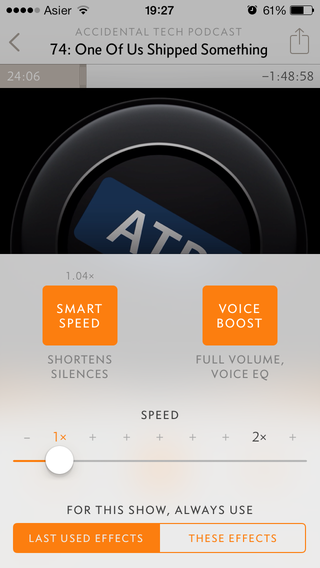 Asier 19:27 61%
ACCIDENTAL TECH PODCAST
74: One Of Us Shipped Something
24:06 −1:48:58
ATP
1.04×
SMART SPEED
VOICE BOOST
SHORTENS SILENCES
FULL VOLUME, VOICE EQ
SPEED
– 1× + + + + + 2× +
FOR THIS SHOW, ALWAYS USE
LAST USED EFFECTS THESE EFFECTS